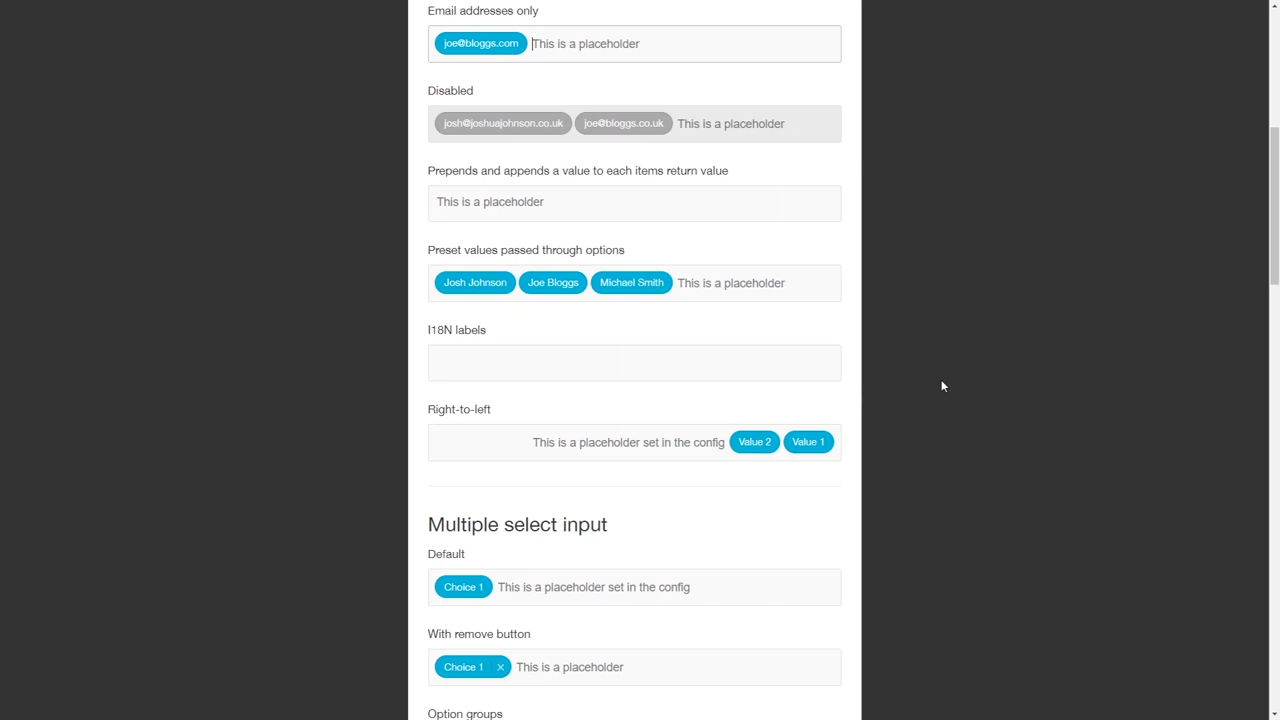 Email addresses only
joe@bloggs.com This is a placeholder
Disabled
josh@joshuajohnson.co.uk joe@bloggs.co.uk This is a placeholder
Prepends and appends a value to each items return value
This is a placeholder
Preset values passed through options
Josh Johnson Joe Bloggs Michael Smith This is a placeholder
I18N labels
Right-to-left
This is a placeholder set in the config Value 2 Value 1
Multiple select input
Default
Choice 1 This is a placeholder set in the config
With remove button
Choice 1 × This is a placeholder
Option groups